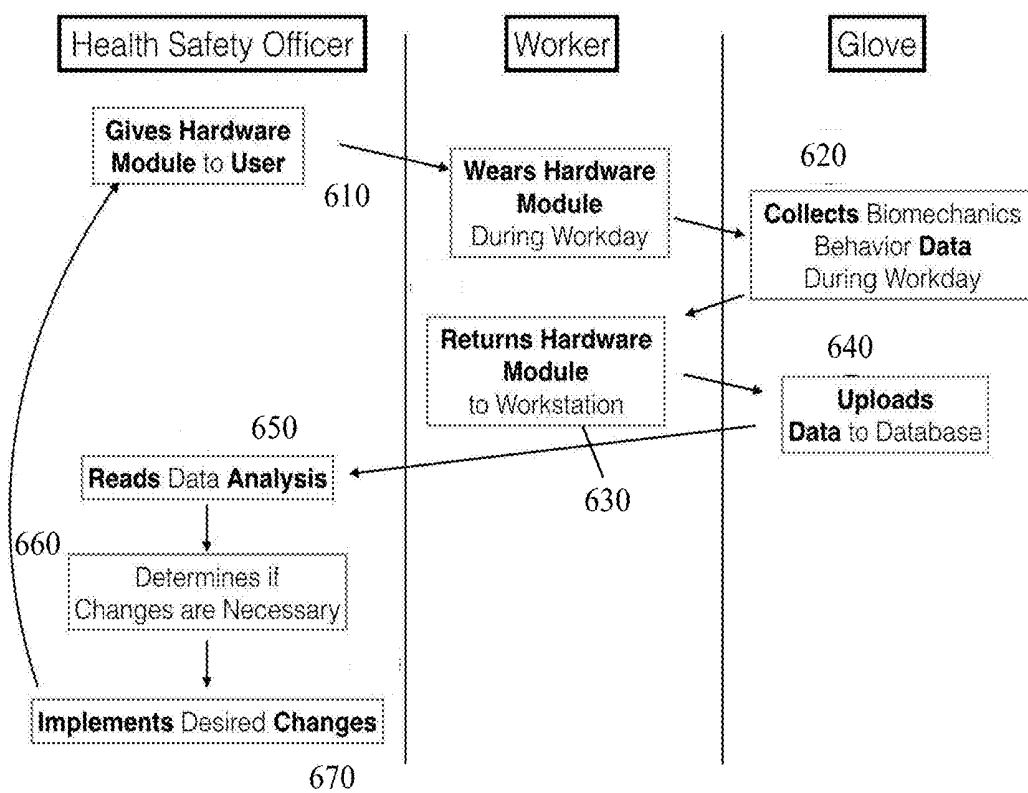 Health Safety Officer
Worker
Glove
Gives Hardware
Module to User
610
Wears Hardware
Module
During Workday
620
Collects Biomechanics
Behavior Data
During Workday
Returns Hardware
Module
to Workstation
630
640
Uploads
Data to Database
650
Reads Data Analysis
660
Determines if
Changes are Necessary
Implements Desired Changes
670